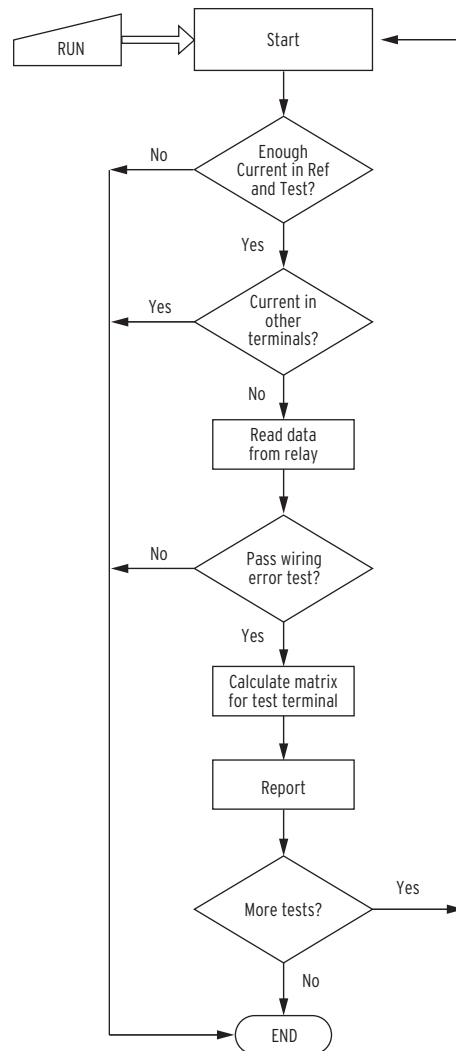 RUN
Start
No
Enough
Current in Ref
and Test?
Yes
Yes
Current in
other
terminals?
No
Read data
from relay
No
Pass wiring
error test?
Yes
Calculate matrix
for test terminal
Report
More tests?
Yes
No
END